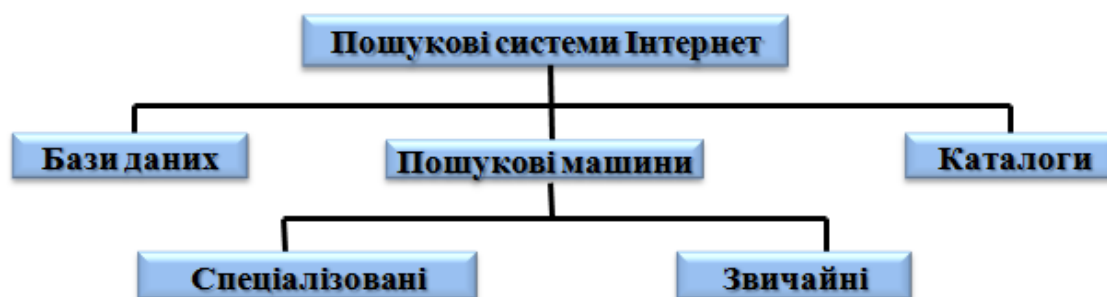 Пошукові системи Інтернет
Бази даних
Пошукові машини
Каталоги
Спеціалізовані
Звичайні